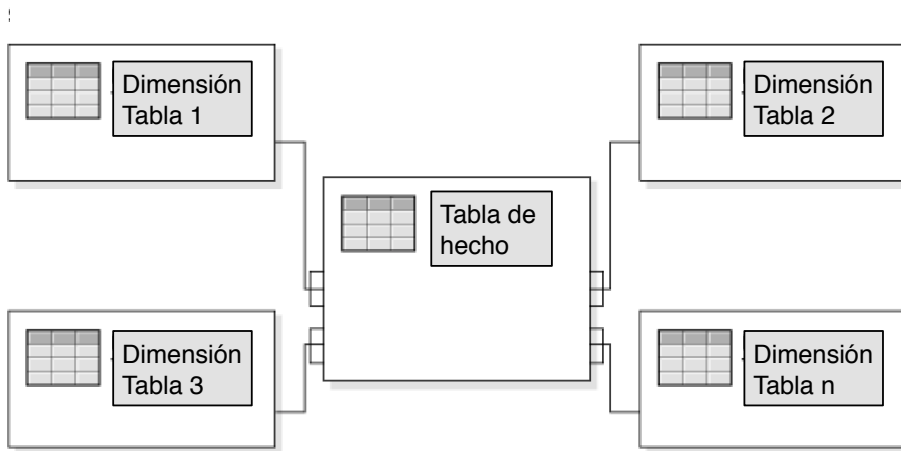 Dimensión
Tabla 1
Dimensión
Tabla 2
Tabla de
hecho
Dimensión
Tabla 3
Dimensión
Tabla n